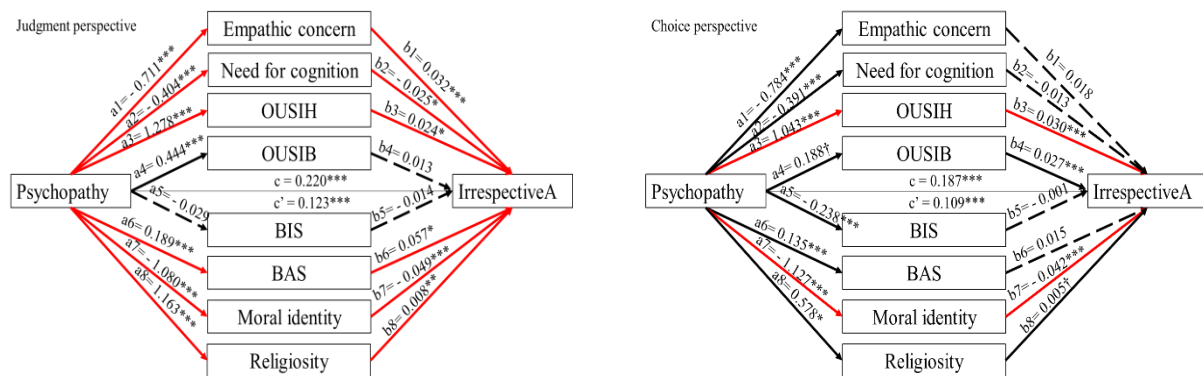 Judgment perspective
Empathic concern
Need for cognition
OUSIH
OUSIB
Psychopathy
IrrespectiveA
BIS
BAS
Moral identity
Religiosity
a1= - 0.711***
a2= - 0.404***
a3= 1.278***
a4= 0.444***
a5= - 0.029
a6= 0.189***
a7= - 1.080***
a8= 1.163***
b1= 0.032***
b2= - 0.025*
b3= 0.024*
b4= 0.013
c = 0.220***
c’ = 0.123***
b5= - 0.014
b6= 0.057*
b7= - 0.049***
b8= 0.008**
Choice perspective
Empathic concern
Need for cognition
OUSIH
OUSIB
Psychopathy
IrrespectiveA
BIS
BAS
Moral identity
Religiosity
a1= - 0.784***
a2= - 0.391***
a3= 1.043***
a4= 0.188†
a5= - 0.238***
a6= 0.135***
a7= - 1.127***
a8= 0.578*
b1= 0.018
b2= - 0.013
b3= 0.030***
b4= 0.027***
c = 0.187***
c’ = 0.109***
b5= - 0.001
b6= 0.015
b7= - 0.042***
b8= 0.005†